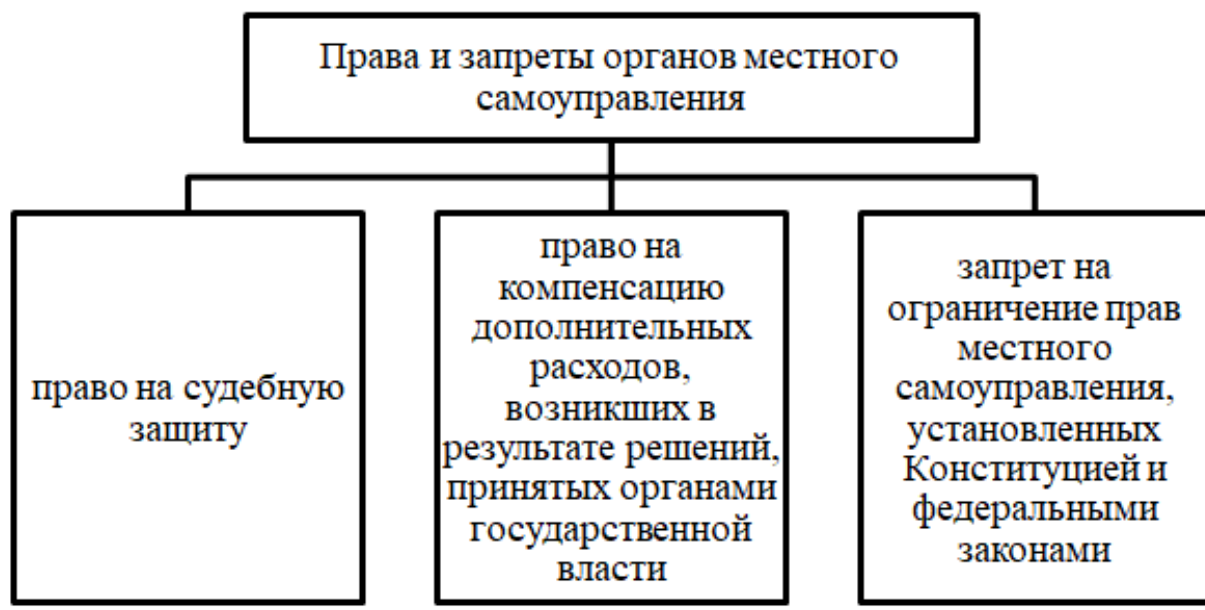 Права и запреты органов местного
самоуправления
право на судебную
защиту
право на
компенсацию
дополнительных
расходов,
возникших в
результате решений,
принятых органами
государственной
власти
запрет на
ограничение прав
местного
самоуправления,
установленных
Конституцией и
федеральными
законами